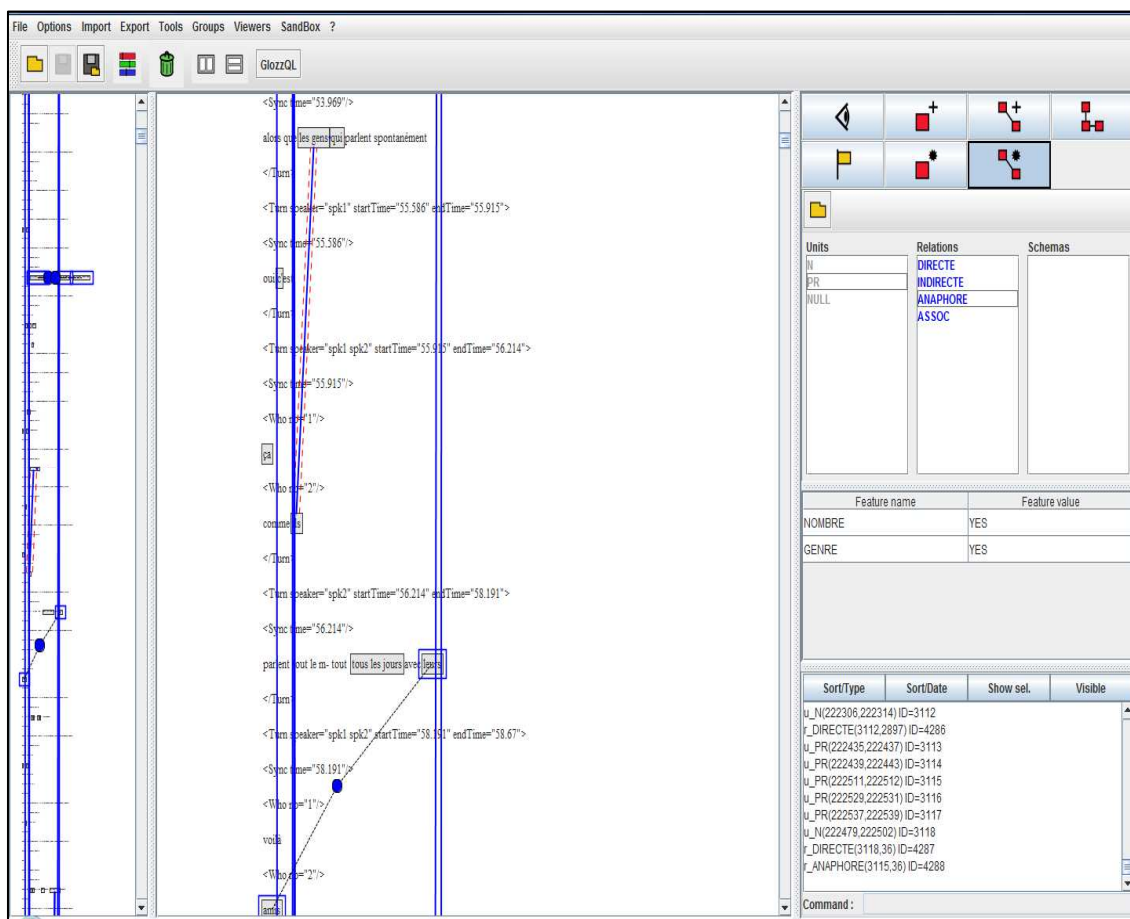 File Options Import Export Tools Groups Viewers SandBox ?
GlozzQL
<Sync time="53.969"/>
alors que les gens qui parlent spontanément
</Turn>
<Turn speaker="spk1" startTime="55.586" endTime="55.915">
<Sync time="55.586"/>
oui c'est
</Turn>
<Turn speaker="spk1 spk2" startTime="55.915" endTime="56.214">
<Sync time="55.915"/>
<Who nb="1"/>
ça
<Who nb="2"/>
comme ils
</Turn>
<Turn speaker="spk2" startTime="56.214" endTime="58.191">
<Sync time="56.214"/>
parlent tout le m- tout tous les jours avec leurs
</Turn>
<Turn speaker="spk1 spk2" startTime="58.191" endTime="58.67">
<Sync time="58.191"/>
<Who nb="1"/>
voilà
<Who nb="2"/>
amis
Units Relations Schemas
N DIRECTE
PR INDIRECTE
NULL ANAPHORE
ASSOC
Feature name Feature value
NOMBRE YES
GENRE YES
Sort/Type Sort/Date Show sel. Visible
u_N(222306,222314) ID=3112
r_DIRECTE(3112,2897) ID=4286
u_PR(222435,222437) ID=3113
u_PR(222439,222443) ID=3114
u_PR(222511,222512) ID=3115
u_PR(222529,222531) ID=3116
u_PR(222537,222539) ID=3117
u_N(222479,222502) ID=3118
r_DIRECTE(3118,36) ID=4287
r_ANAPHORE(3115,36) ID=4288
Command :